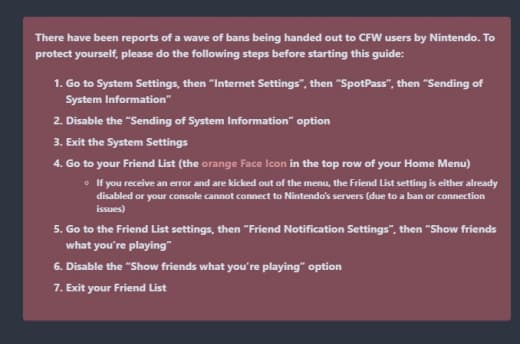 There have been reports of a wave of bans being handed out to CFW users by Nintendo. To
protect yourself, please do the following steps before starting this guide:
1. Go to System Settings, then “Internet Settings”, then “SpotPass”, then “Sending of
System Information”
2. Disable the “Sending of System Information” option
3. Exit the System Settings
4. Go to your Friend List (the orange Face Icon in the top row of your Home Menu)
◦ If you receive an error and are kicked out of the menu, the Friend List setting is either already
disabled or your console cannot connect to Nintendo’s servers (due to a ban or connection
issues)
5. Go to the Friend List settings, then “Friend Notification Settings”, then “Show friends
what you’re playing”
6. Disable the “Show friends what you’re playing” option
7. Exit your Friend List